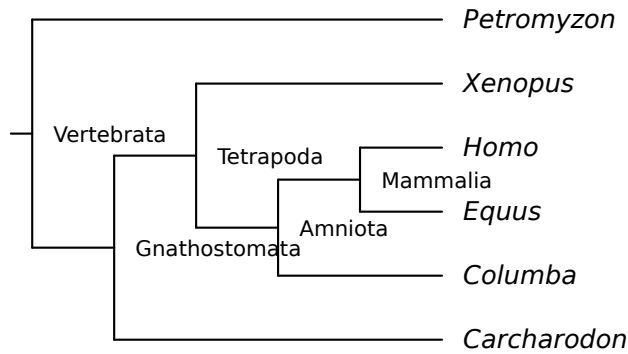 Petromyzon
Xenopus
Vertebrata
Homo
Tetrapoda
Mammalia
Equus
Amniota
Gnathostomata
Columba
Carcharodon